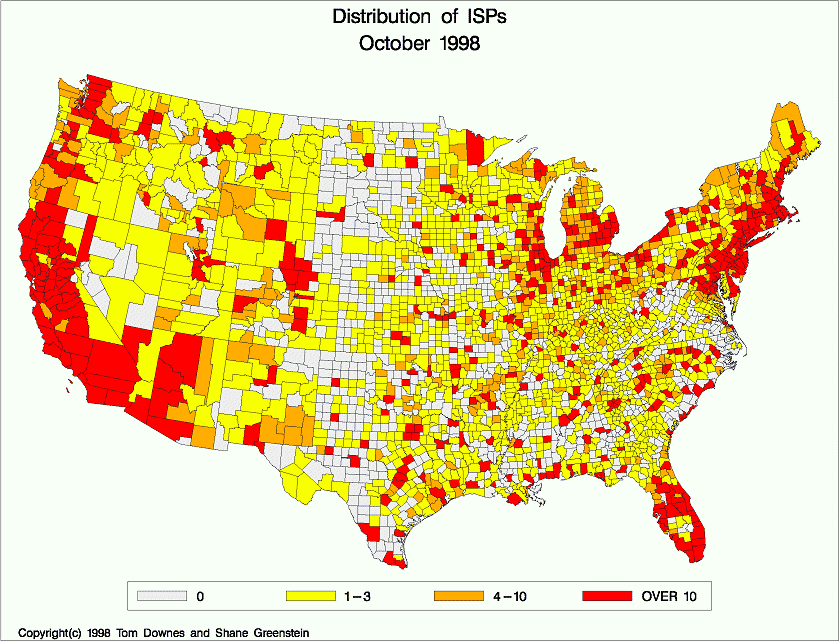 Distribution of ISPs
October 1998
0 1-3 4-10 OVER 10
Copyright(c) 1998 Tom Downes and Shane Greenstein